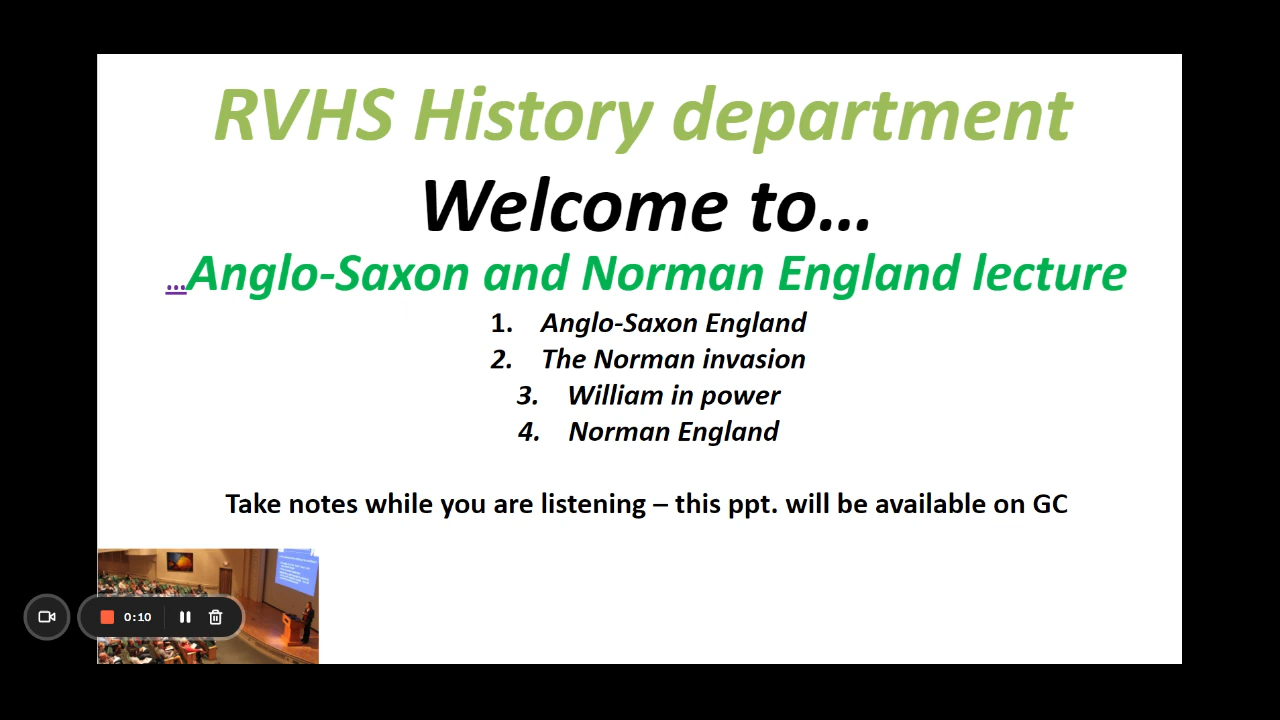 RVHS History department
Welcome to...
...Anglo-Saxon and Norman England lecture
1. Anglo-Saxon England
2. The Norman invasion
3. William in power
4. Norman England
Take notes while you are listening – this ppt. will be available on GC
0:10